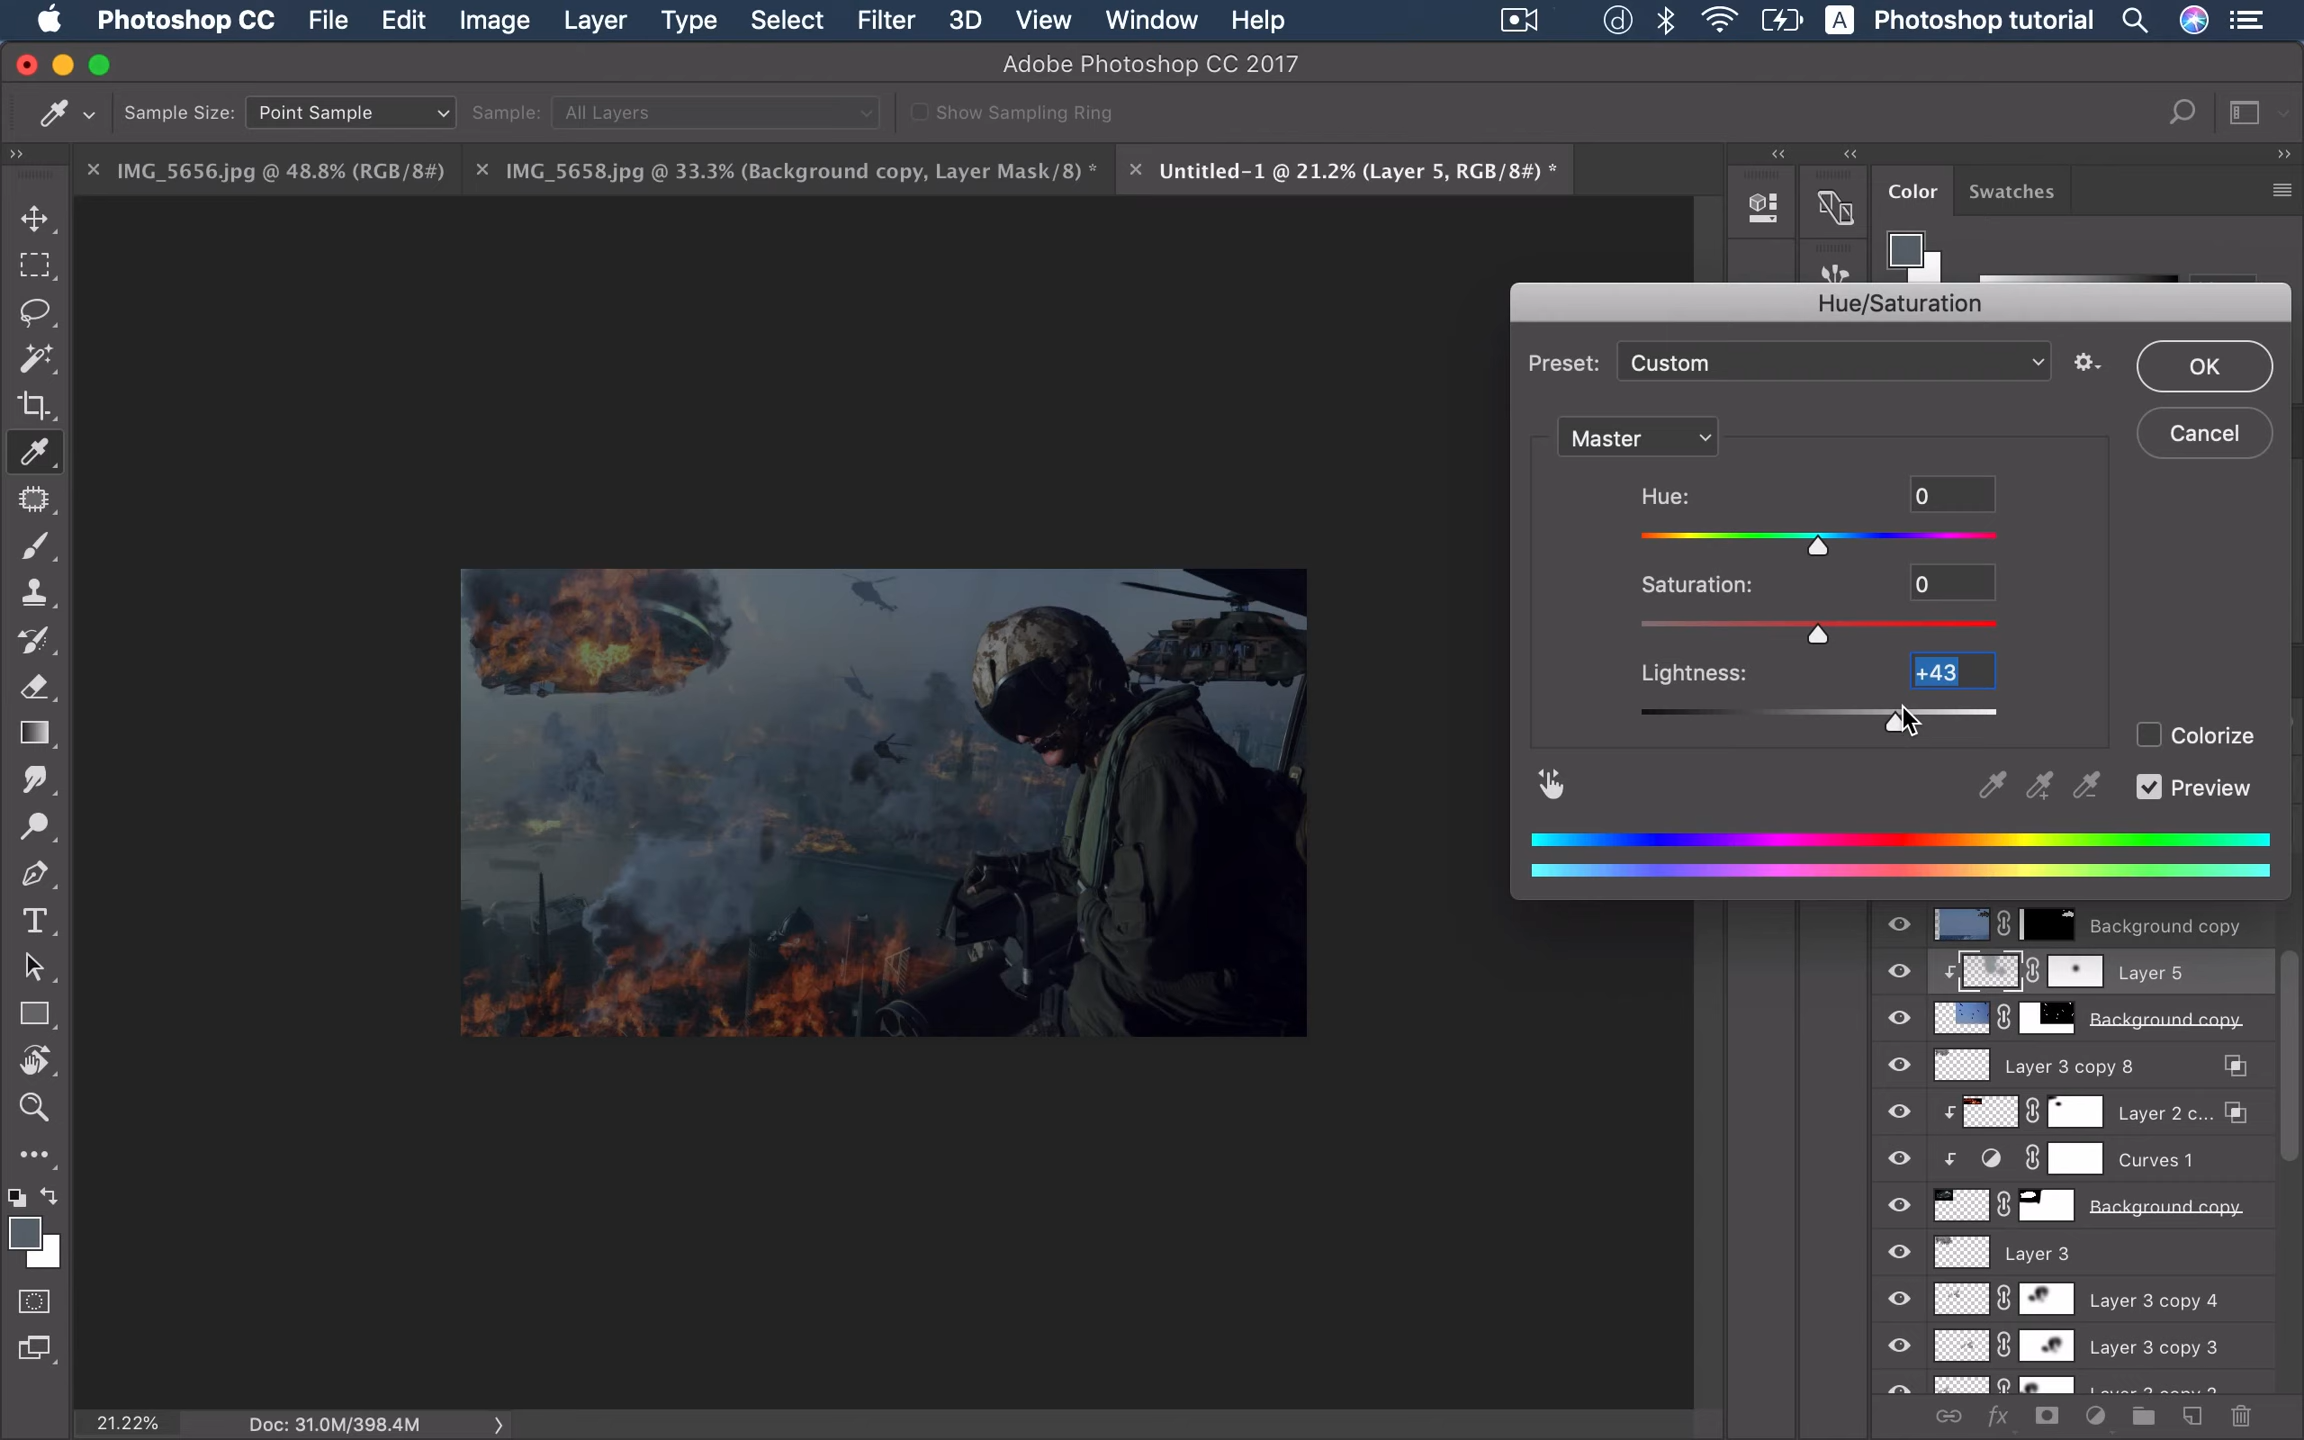 Photoshop CC File Edit Image Layer Type Select Filter 3D View Window Help A Photoshop tutorial
Adobe Photoshop CC 2017
Sample Size: Point Sample Sample: All Layers Show Sampling Ring
IMG_5656.jpg @ 48.8% (RGB/8#) IMG_5658.jpg @ 33.3% (Background copy, Layer Mask/8) * Untitled-1 @ 21.2% (Layer 5, RGB/8#) *
Color Swatches
Hue/Saturation
Preset: Custom
OK
Cancel
Master
Hue: 0
Saturation: 0
Lightness: +43
Colorize
Preview
Background copy
Layer 5
Background copy
Layer 3 copy 8
Layer 2 c...
Curves 1
Background copy
Layer 3
Layer 3 copy 4
Layer 3 copy 3
21.22% Doc: 31.0M/398.4M
fx